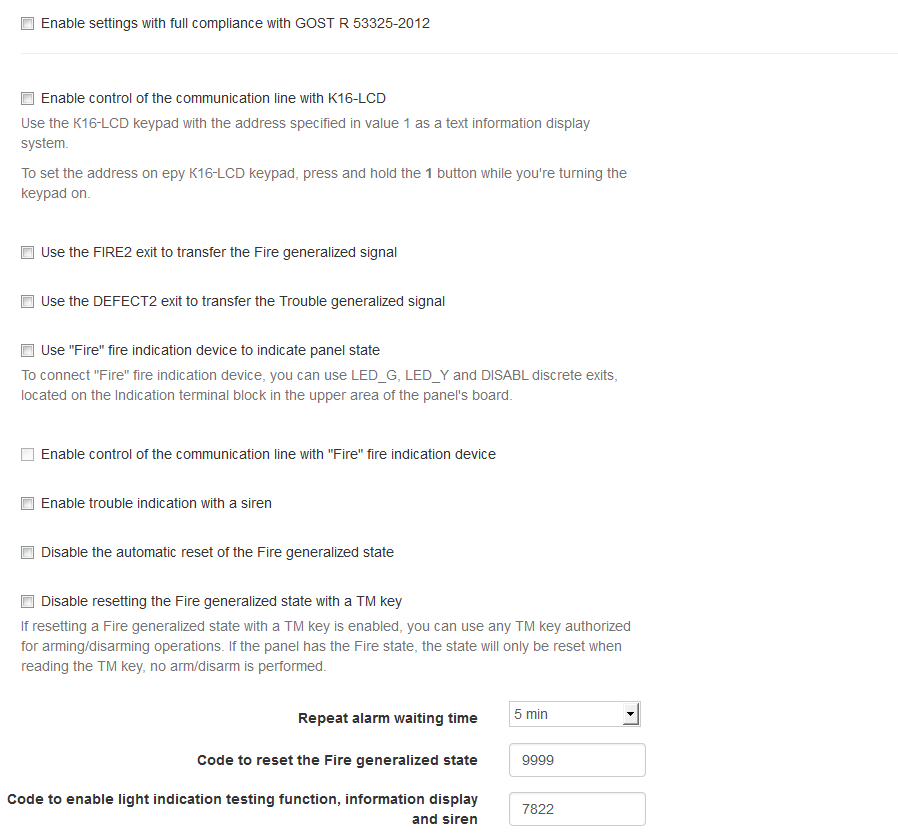 Enable settings with full compliance with GOST R 53325-2012
Enable control of the communication line with K16-LCD
Use the K16-LCD keypad with the address specified in value 1 as a text information display
system.
To set the address on epy K16-LCD keypad, press and hold the 1 button while you're turning the
keypad on.
Use the FIRE2 exit to transfer the Fire generalized signal
Use the DEFECT2 exit to transfer the Trouble generalized signal
Use "Fire" fire indication device to indicate panel state
To connect "Fire" fire indication device, you can use LED_G, LED_Y and DISABL discrete exits,
located on the Indication terminal block in the upper area of the panel's board.
Enable control of the communication line with "Fire" fire indication device
Enable trouble indication with a siren
Disable the automatic reset of the Fire generalized state
Disable resetting the Fire generalized state with a TM key
If resetting a Fire generalized state with a TM key is enabled, you can use any TM key authorized
for arming/disarming operations. If the panel has the Fire state, the state will only be reset when
reading the TM key, no arm/disarm is performed.
Repeat alarm waiting time 5 min
Code to reset the Fire generalized state 9999
Code to enable light indication testing function, information display
and siren 7822